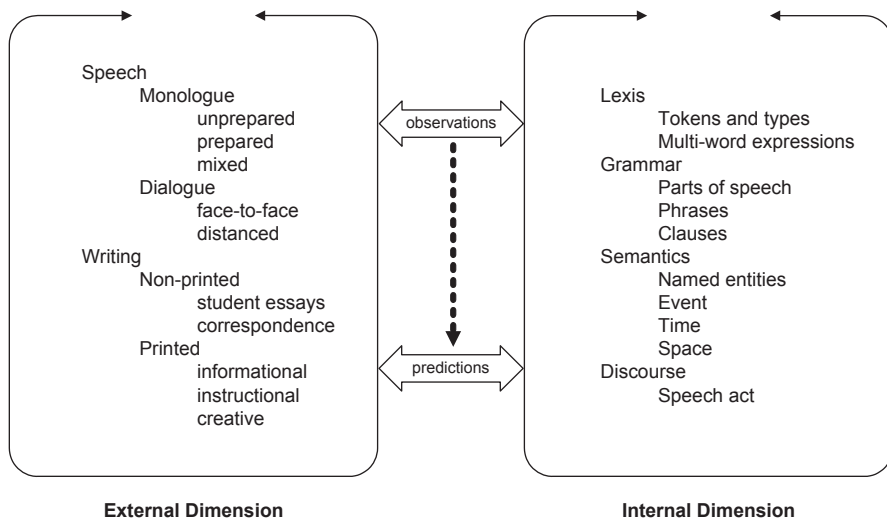 Speech
Monologue
unprepared
prepared
mixed
Dialogue
face-to-face
distanced
Writing
Non-printed
student essays
correspondence
Printed
informational
instructional
creative
External Dimension
observations
predictions
Lexis
Tokens and types
Multi-word expressions
Grammar
Parts of speech
Phrases
Clauses
Semantics
Named entities
Event
Time
Space
Discourse
Speech act
Internal Dimension